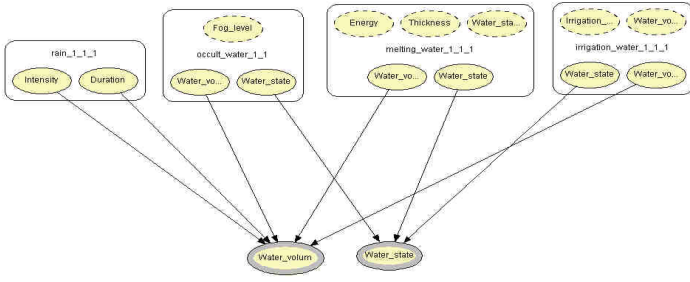 Fog_level
Energy
Thickness
Water_sta...
Irrigation_...
Water_vo...
rain_1_1_1
occult_water_1_1
melting_water_1_1_1
irrigation_water_1_1_1
Intensity
Duration
Water_vo...
Water_state
Water_vo...
Water_state
Water_state
Water_vo...
Water_volum
Water_state